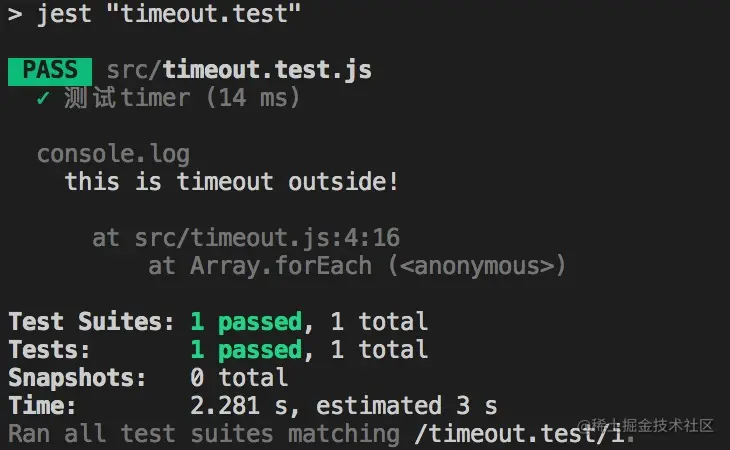 > jest "timeout.test"
PASS src/timeout.test.js
✓ 测试timer (14 ms)
console.log
this is timeout outside!
at src/timeout.js:4:16
at Array.forEach (<anonymous>)
Test Suites: 1 passed, 1 total
Tests: 1 passed, 1 total
Snapshots: 0 total
Time: 2.281 s, estimated 3 s
Ran all test suites matching /timeout.test/i.
@稀土掘金技术社区